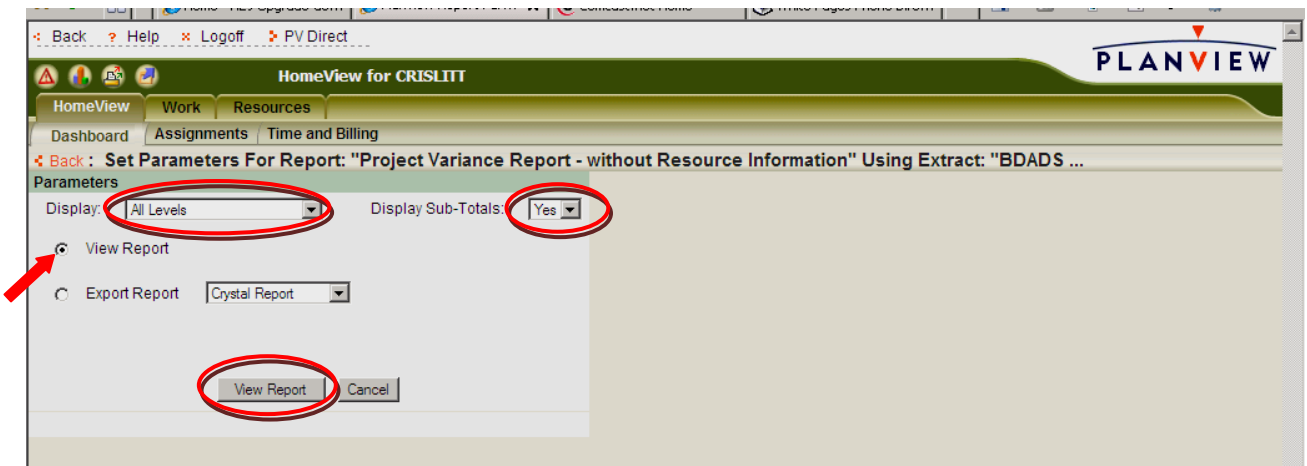 Back ? Help × Logoff PV Direct
PLANVIEW
HomeView for CRISLITT
HomeView Work Resources
Dashboard Assignments Time and Billing
Back : Set Parameters For Report: "Project Variance Report - without Resource Information" Using Extract: "BDADS ...
Parameters
Display: All Levels Display Sub-Totals: Yes
View Report
Export Report Crystal Report
View Report Cancel